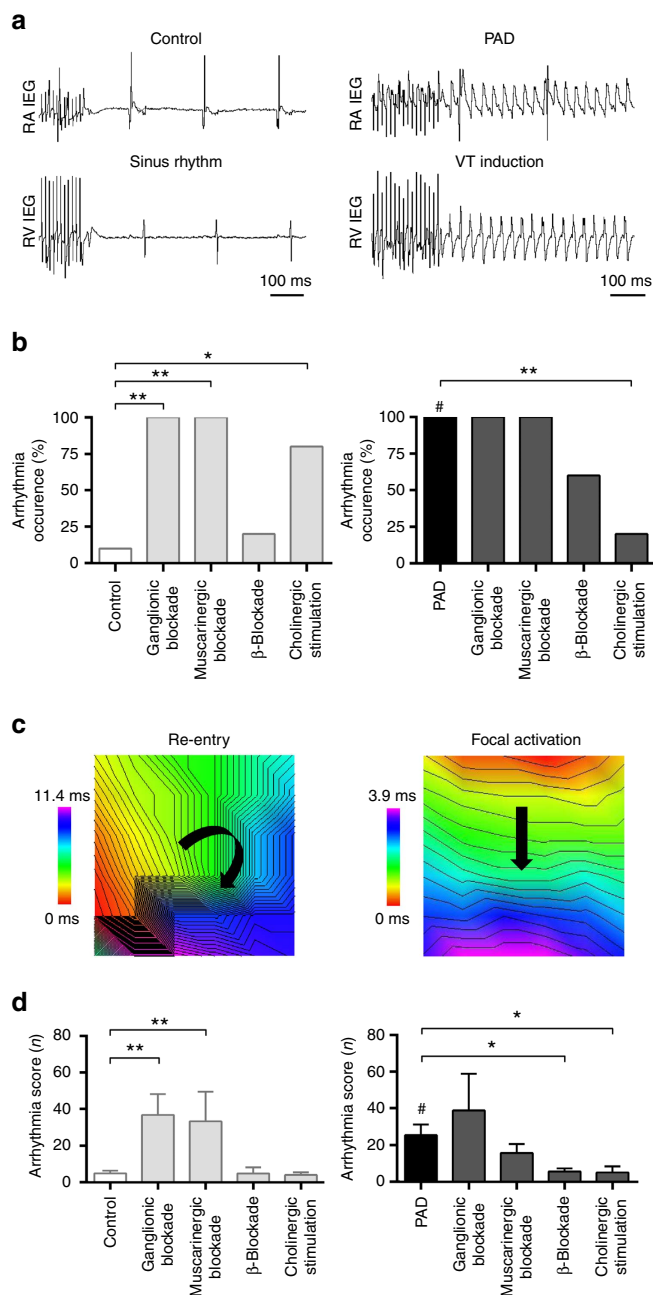 a
Control
PAD
RA IEG
RA IEG
Sinus rhythm
VT induction
RV IEG
RV IEG
100 ms
100 ms
b
*
**
**
**
#
Arrhythmia
occurence (%)
100
75
50
25
0
Control
Ganglionic
blockade
Muscarinergic
blockade
β-Blockade
Cholinergic
stimulation
Arrhythmia
occurence (%)
100
75
50
25
0
PAD
Ganglionic
blockade
Muscarinergic
blockade
β-Blockade
Cholinergic
stimulation
c
Re-entry
Focal activation
11.4 ms
0 ms
3.9 ms
0 ms
d
**
**
Arrhythmia score (n)
80
60
40
20
0
Control
Ganglionic
blockade
Muscarinergic
blockade
β-Blockade
Cholinergic
stimulation
*
*
#
Arrhythmia score (n)
80
60
40
20
0
PAD
Ganglionic
blockade
Muscarinergic
blockade
β-Blockade
Cholinergic
stimulation